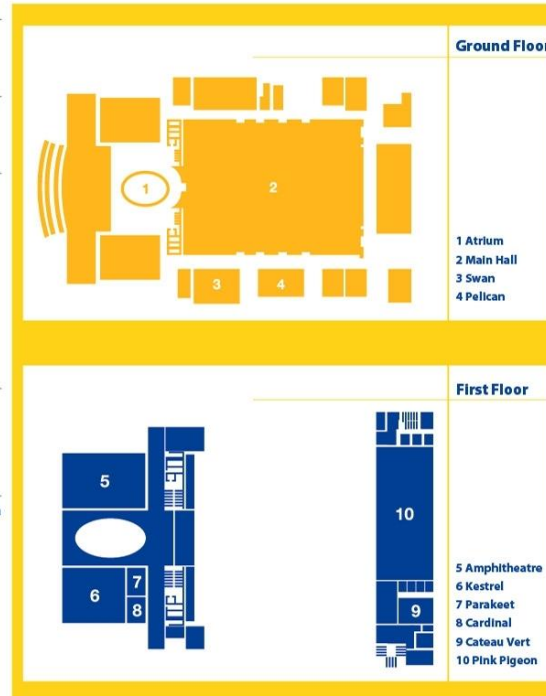 Ground Floor
1
2
3
4
1 Atrium
2 Main Hall
3 Swan
4 Pelican
First Floor
5
10
6
7
8
9
5 Amphitheatre
6 Kestrel
7 Parakeet
8 Cardinal
9 Cateau Vert
10 Pink Pigeon